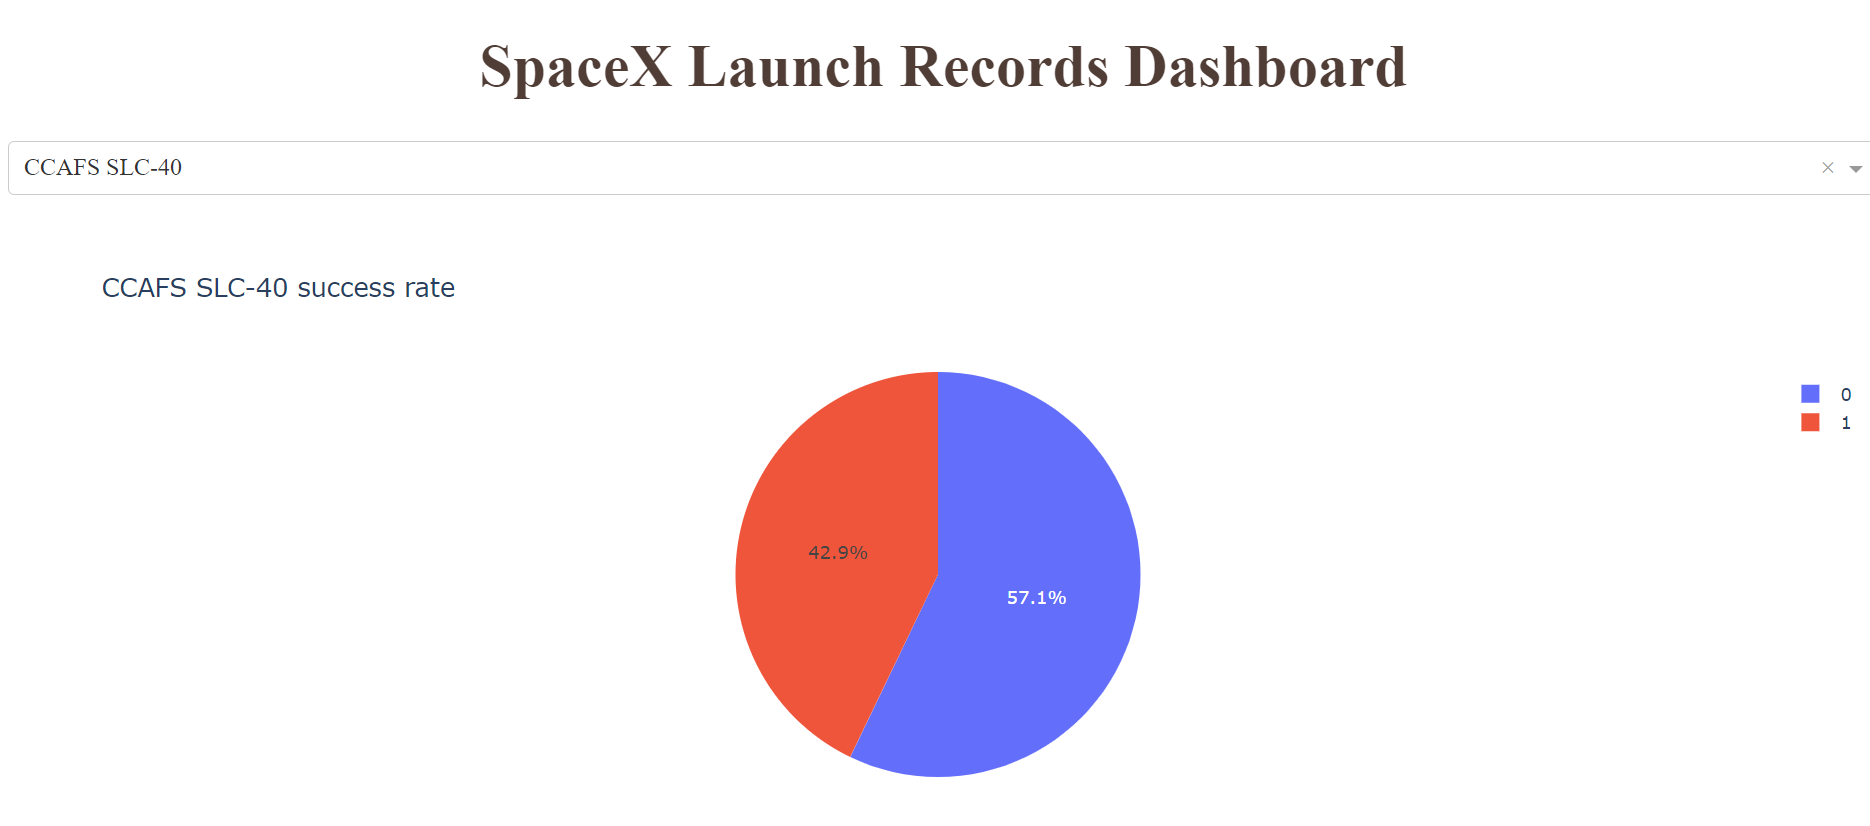 SpaceX Launch Records Dashboard
CCAFS SLC-40
×
CCAFS SLC-40 success rate
0
1
42.9%
57.1%